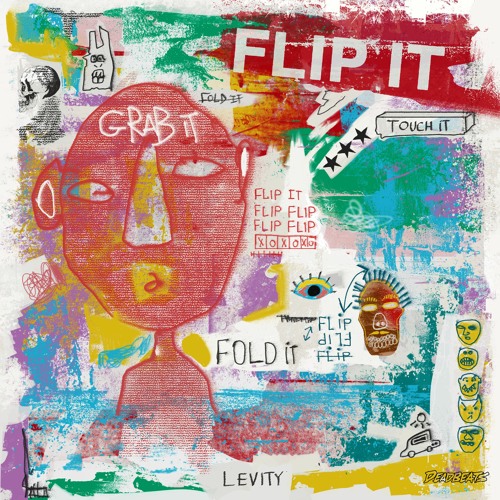 FLIP IT
FOLD IT
TOUCH IT
GRAB IT
FLIP IT
FLIP FLIP
FLIP FLIP
XOXOXO
FLIP
FLIP
FLIP
FOLD iT
LEVITY
DEADBEATS